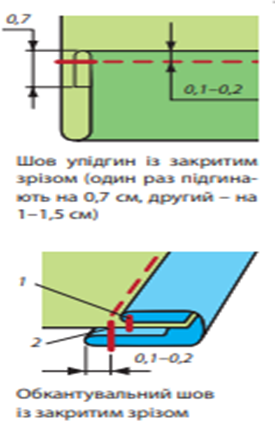 0,7
0,1–0,2
Шов упідгин із закритим
зрізом (один раз підгина-
ють на 0,7 см, другий – на
1–1,5 см)
1
2
0,1–0,2
Обкантувальний шов
із закритим зрізом